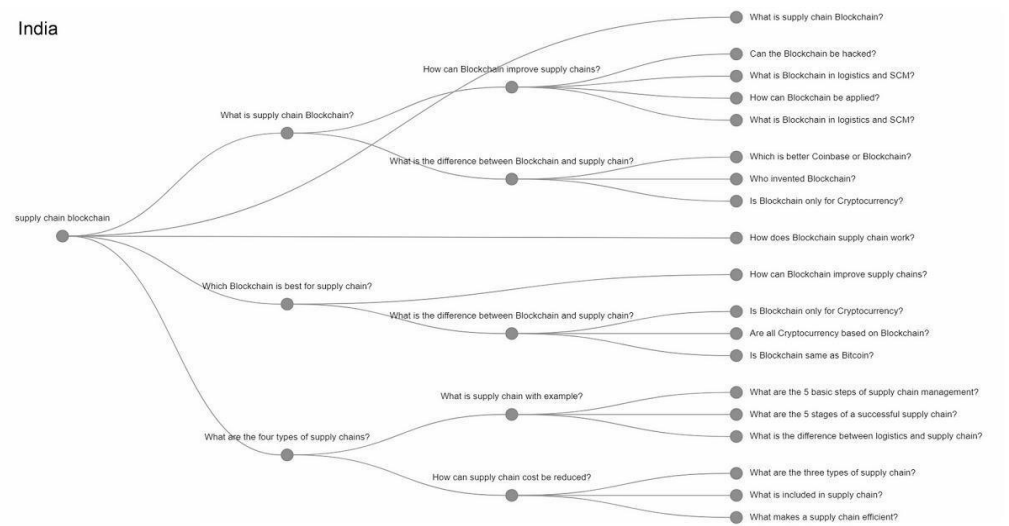 India
What is supply chain Blockchain?
Can the Blockchain be hacked?
How can Blockchain improve supply chains?
What is Blockchain in logistics and SCM?
How can Blockchain be applied?
What is supply chain Blockchain?
What is Blockchain in logistics and SCM?
What is the difference between Blockchain and supply chain?
Which is better Coinbase or Blockchain?
Who invented Blockchain?
Is Blockchain only for Cryptocurrency?
supply chain blockchain
How does Blockchain supply chain work?
How can Blockchain improve supply chains?
Which Blockchain is best for supply chain?
What is the difference between Blockchain and supply chain?
Is Blockchain only for Cryptocurrency?
Are all Cryptocurrency based on Blockchain?
Is Blockchain same as Bitcoin?
What is supply chain with example?
What are the 5 basic steps of supply chain management?
What are the 5 stages of a successful supply chain?
What are the four types of supply chains?
What is the difference between logistics and supply chain?
How can supply chain cost be reduced?
What are the three types of supply chain?
What is included in supply chain?
What makes a supply chain efficient?